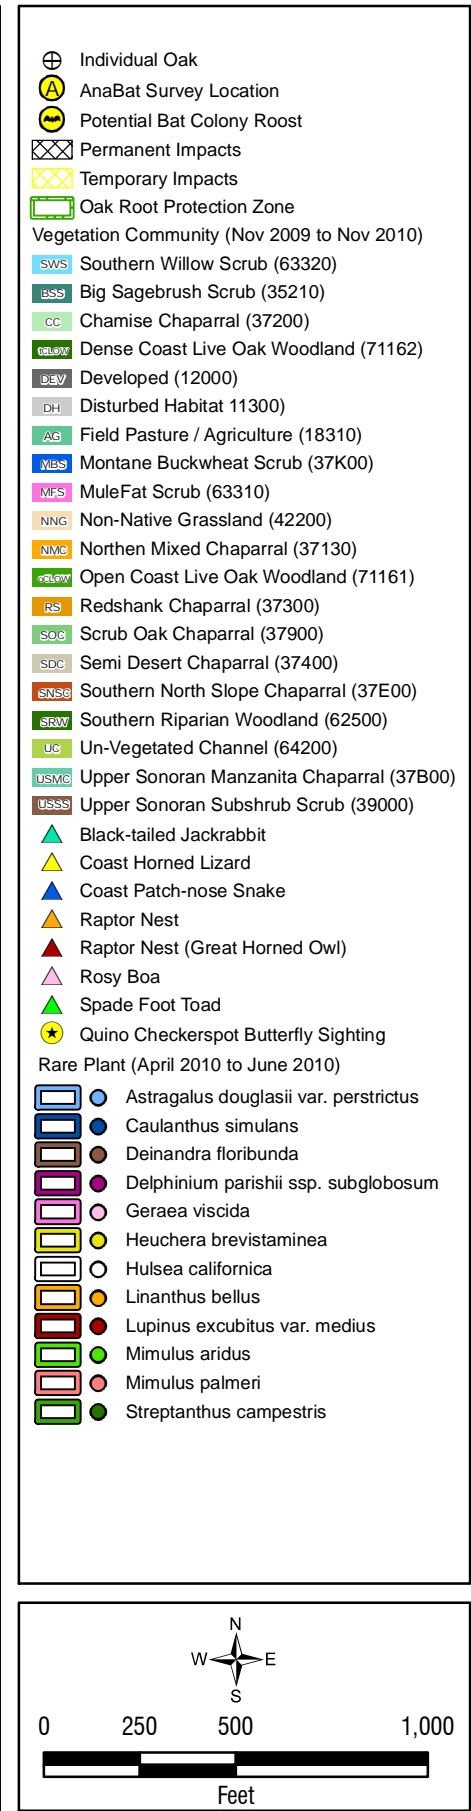 Individual Oak
A AnaBat Survey Location
Potential Bat Colony Roost
Permanent Impacts
Temporary Impacts
Oak Root Protection Zone
Vegetation Community (Nov 2009 to Nov 2010)
SWS Southern Willow Scrub (63320)
BSS Big Sagebrush Scrub (35210)
CC Chamise Chaparral (37200)
tCLOW Dense Coast Live Oak Woodland (71162)
DEV Developed (12000)
DH Disturbed Habitat 11300)
AG Field Pasture / Agriculture (18310)
MBS Montane Buckwheat Scrub (37K00)
MFS MuleFat Scrub (63310)
NNG Non-Native Grassland (42200)
NMC Northen Mixed Chaparral (37130)
oCLOW Open Coast Live Oak Woodland (71161)
RS Redshank Chaparral (37300)
SOC Scrub Oak Chaparral (37900)
SDC Semi Desert Chaparral (37400)
SNSC Southern North Slope Chaparral (37E00)
SRW Southern Riparian Woodland (62500)
UC Un-Vegetated Channel (64200)
USMC Upper Sonoran Manzanita Chaparral (37B00)
USSS Upper Sonoran Subshrub Scrub (39000)
Black-tailed Jackrabbit
Coast Horned Lizard
Coast Patch-nose Snake
Raptor Nest
Raptor Nest (Great Horned Owl)
Rosy Boa
Spade Foot Toad
Quino Checkerspot Butterfly Sighting
Rare Plant (April 2010 to June 2010)
Astragalus douglasii var. perstrictus
Caulanthus simulans
Deinandra floribunda
Delphinium parishii ssp. subglobosum
Geraea viscida
Heuchera brevistaminea
Hulsea californica
Linanthus bellus
Lupinus excubitus var. medius
Mimulus aridus
Mimulus palmeri
Streptanthus campestris
N
W E
S
0 250 500 1,000
Feet